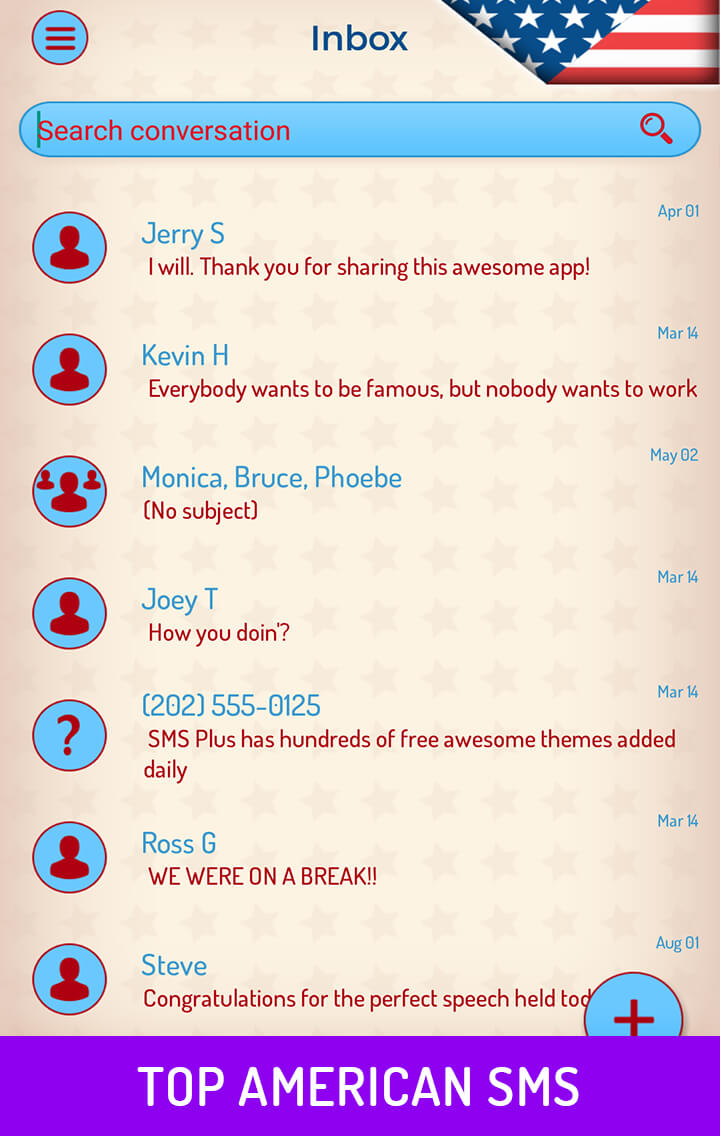 Inbox
Search conversation
Apr 01
Jerry S
I will. Thank you for sharing this awesome app!
Mar 14
Kevin H
Everybody wants to be famous, but nobody wants to work
May 02
Monica, Bruce, Phoebe
(No subject)
Mar 14
Joey T
How you doin'?
Mar 14
(202) 555-0125
SMS Plus has hundreds of free awesome themes added
daily
Mar 14
Ross G
WE WERE ON A BREAK!!
Aug 01
Steve
Congratulations for the perfect speech held
TOP AMERICAN SMS